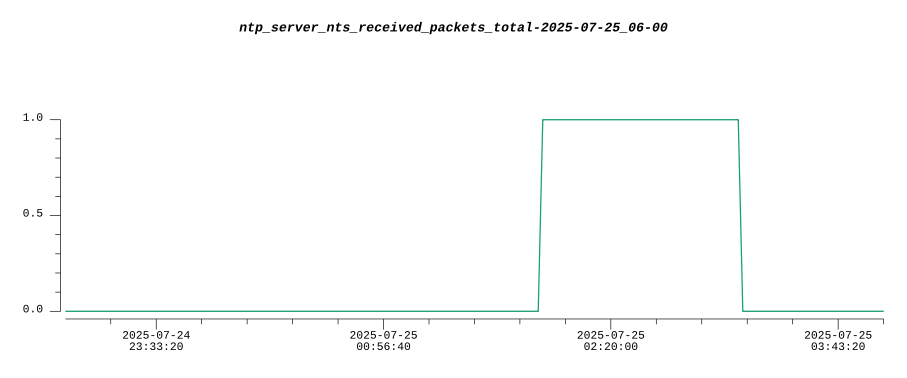 ntp_server_nts_received_packets_total-2025-07-25_06-00
1.0
0.5
0.0
2025-07-24 2025-07-25 2025-07-25 2025-07-25
23:33:20 00:56:40 02:20:00 03:43:20